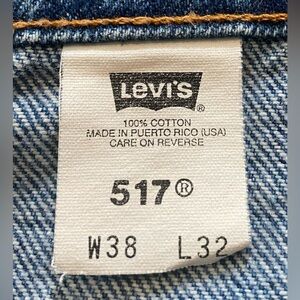 Levi's ®
100% COTTON
MADE IN PUERTO RICO (USA)
CARE ON REVERSE
517®
W38 L32